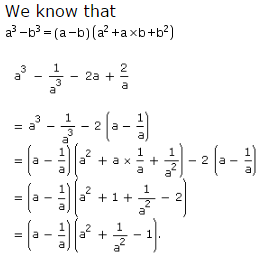 We know that
a³−b³=(a−b)(a²+a×b+b²)
a³ − 1/a³ − 2a + 2/a
= a³ − 1/a³ − 2(a − 1/a)
= (a − 1/a)(a² + a × 1/a + 1/a²) − 2(a − 1/a)
= (a − 1/a)(a² + 1 + 1/a² − 2)
= (a − 1/a)(a² + 1/a² − 1).